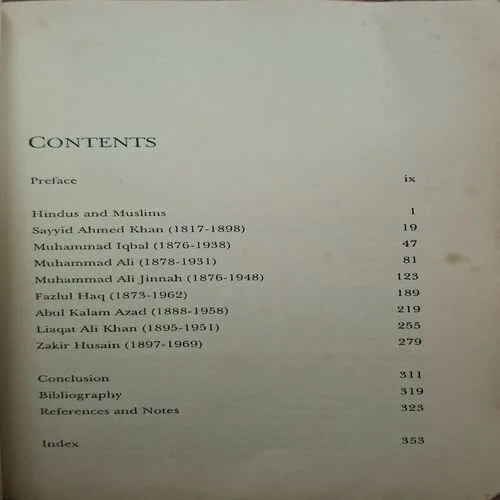 CONTENTS
Preface ix
Hindus and Muslims 1
Sayyid Ahmed Khan (1817-1898) 19
Muhammad Iqbal (1876-1938) 47
Muhammad Ali (1878-1931) 81
Muhammad Ali Jinnah (1876-1948) 123
Fazlul Haq (1873-1962) 189
Abul Kalam Azad (1888-1958) 219
Liaqat Ali Khan (1895-1951) 255
Zakir Husain (1897-1969) 279
Conclusion 311
Bibliography 319
References and Notes 323
Index 353